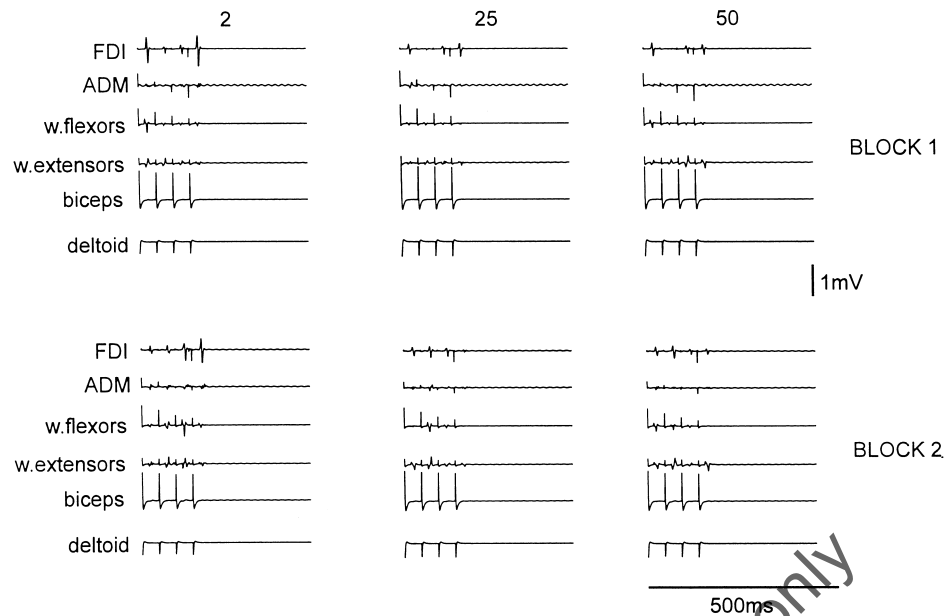 2 25 50
FDI
ADM
w.flexors
w.extensors
biceps
deltoid
BLOCK 1
1mV
FDI
ADM
w.flexors
w.extensors
biceps
deltoid
BLOCK 2
500ms
only